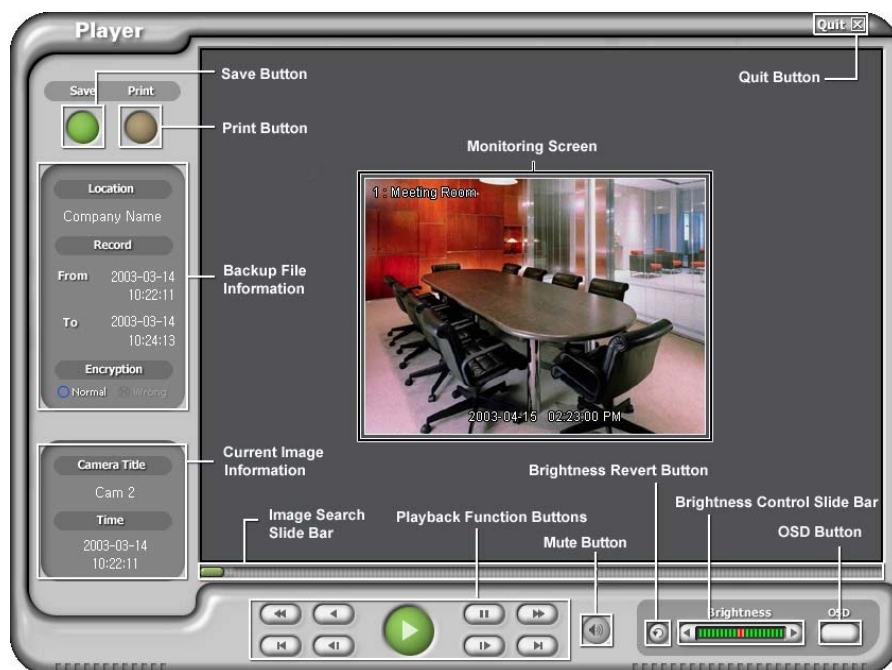 Player
Quit
Save Button
Quit Button
Save Print
Print Button
Monitoring Screen
1 : Meeting Room
Location
Company Name
Record
From 2003-03-14
10:22:11
To 2003-03-14
10:24:13
Backup File
Information
Encryption
Normal Wrong
2003-04-15 02:23:00 PM
Current Image
Information
Camera Title
Cam 2
Time
2003-03-14
10:22:11
Brightness Revert Button
Brightness Control Slide Bar
Image Search
Slide Bar
Playback Function Buttons
Mute Button
OSD Button
Brightness
OSD